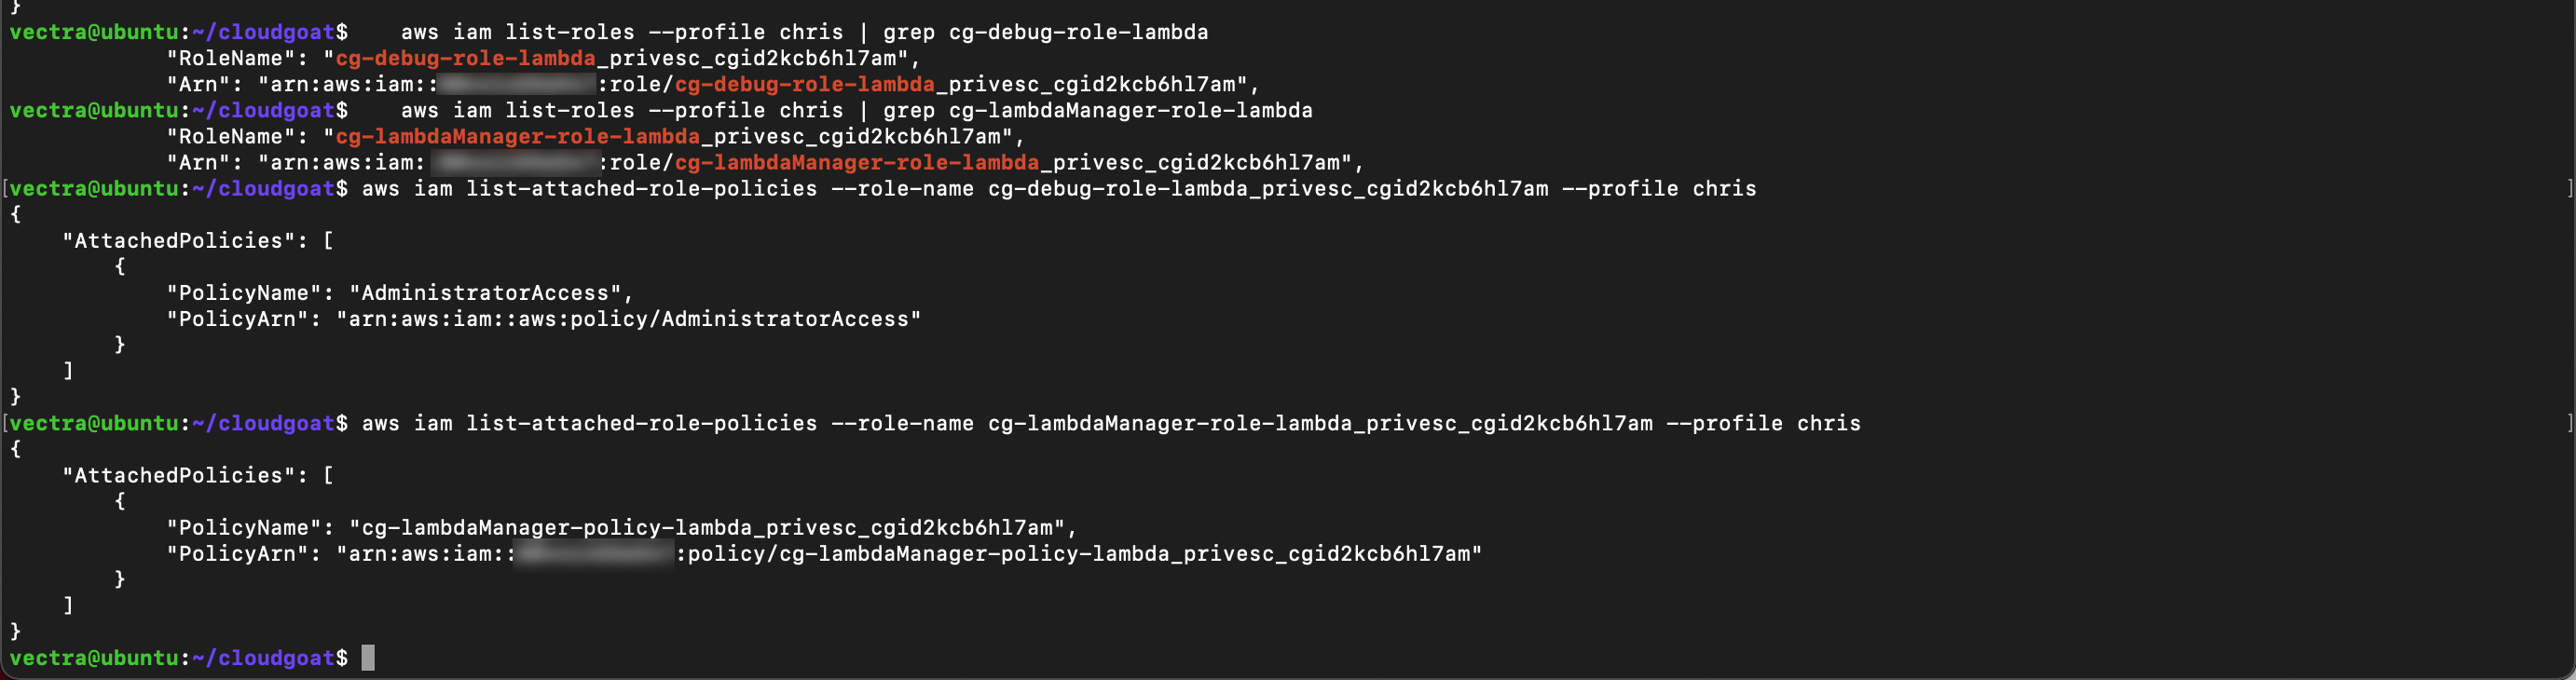 }
vectra@ubuntu:~/cloudgoat$    aws iam list-roles --profile chris | grep cg-debug-role-lambda
            "RoleName": "cg-debug-role-lambda_privesc_cgid2kcb6hl7am",
            "Arn": "arn:aws:iam:: :role/cg-debug-role-lambda_privesc_cgid2kcb6hl7am",
vectra@ubuntu:~/cloudgoat$    aws iam list-roles --profile chris | grep cg-lambdaManager-role-lambda
            "RoleName": "cg-lambdaManager-role-lambda_privesc_cgid2kcb6hl7am",
            "Arn": "arn:aws:iam: :role/cg-lambdaManager-role-lambda_privesc_cgid2kcb6hl7am",
[vectra@ubuntu:~/cloudgoat$ aws iam list-attached-role-policies --role-name cg-debug-role-lambda_privesc_cgid2kcb6hl7am --profile chris ]
{
    "AttachedPolicies": [
        {
            "PolicyName": "AdministratorAccess",
            "PolicyArn": "arn:aws:iam::aws:policy/AdministratorAccess"
        }
    ]
}
[vectra@ubuntu:~/cloudgoat$ aws iam list-attached-role-policies --role-name cg-lambdaManager-role-lambda_privesc_cgid2kcb6hl7am --profile chris ]
{
    "AttachedPolicies": [
        {
            "PolicyName": "cg-lambdaManager-policy-lambda_privesc_cgid2kcb6hl7am",
            "PolicyArn": "arn:aws:iam:: :policy/cg-lambdaManager-policy-lambda_privesc_cgid2kcb6hl7am"
        }
    ]
}
vectra@ubuntu:~/cloudgoat$